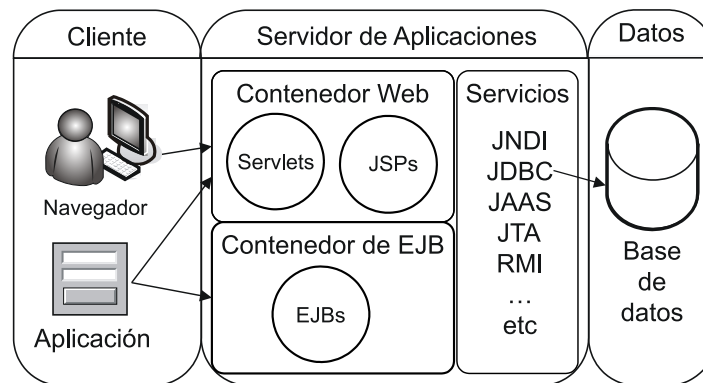 Cliente
Servidor de Aplicaciones
Datos
Navegador
Aplicación
Contenedor Web
Servlets
JSPs
Contenedor de EJB
EJBs
Servicios
JNDI
JDBC
JAAS
JTA
RMI
...
etc
Base
de
datos